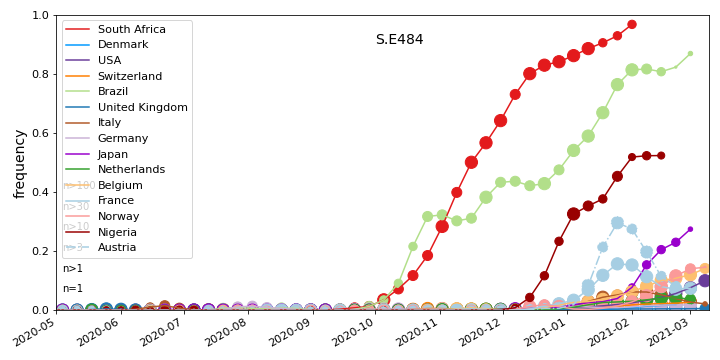 S.E484
South Africa
Denmark
USA
Switzerland
Brazil
United Kingdom
Italy
Germany
Japan
Netherlands
Belgium
France
Norway
Nigeria
Austria
n>100
n>30
n>10
n>3
n>1
n=1
frequency
1.0
0.8
0.6
0.4
0.2
0.0
2020-05
2020-06
2020-07
2020-08
2020-09
2020-10
2020-11
2020-12
2021-01
2021-02
2021-03